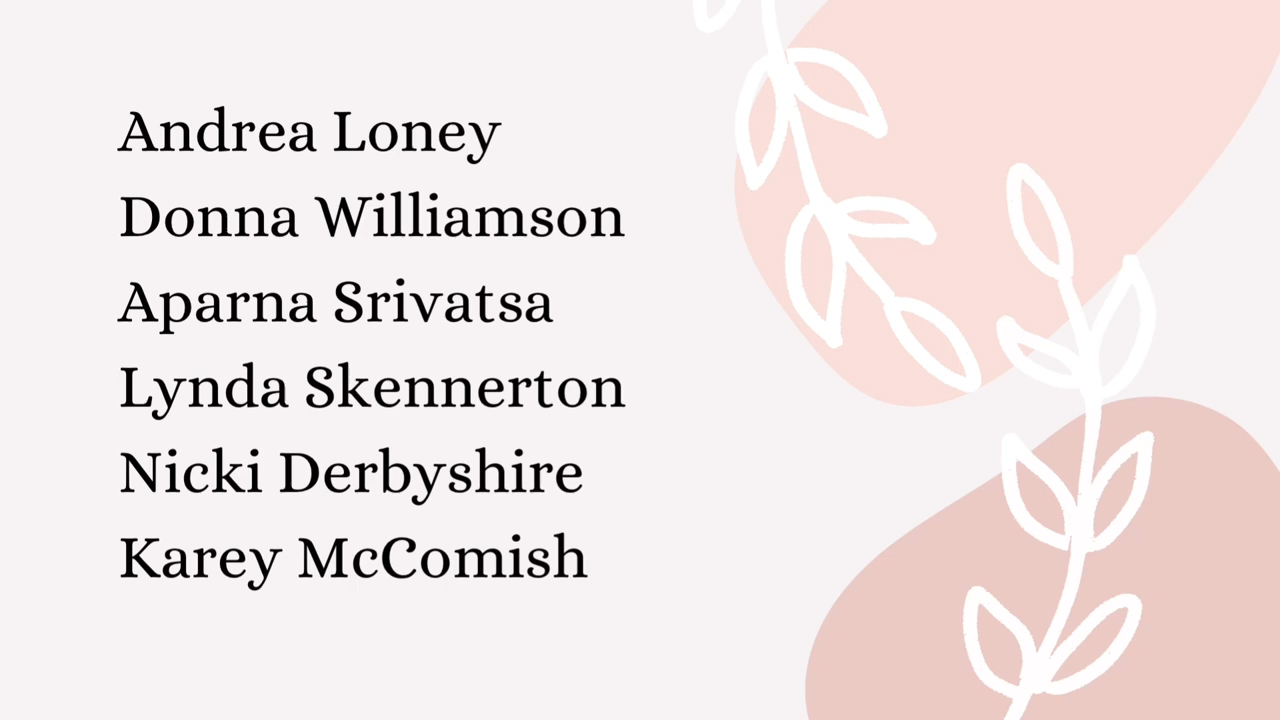 Andrea Loney
Donna Williamson
Aparna Srivatsa
Lynda Skennerton
Nicki Derbyshire
Karey McComish